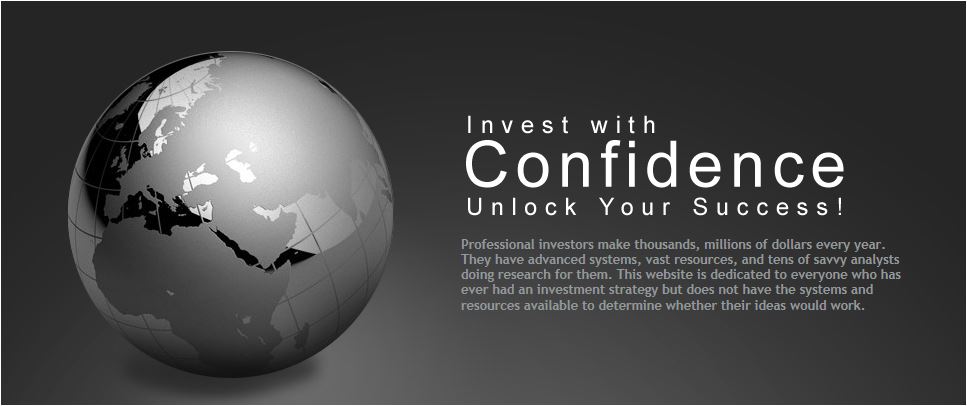 Invest with
Confidence
Unlock Your Success!
Professional investors make thousands, millions of dollars every year.
They have advanced systems, vast resources, and tens of savvy analysts
doing research for them. This website is dedicated to everyone who has
ever had an investment strategy but does not have the systems and
resources available to determine whether their ideas would work.